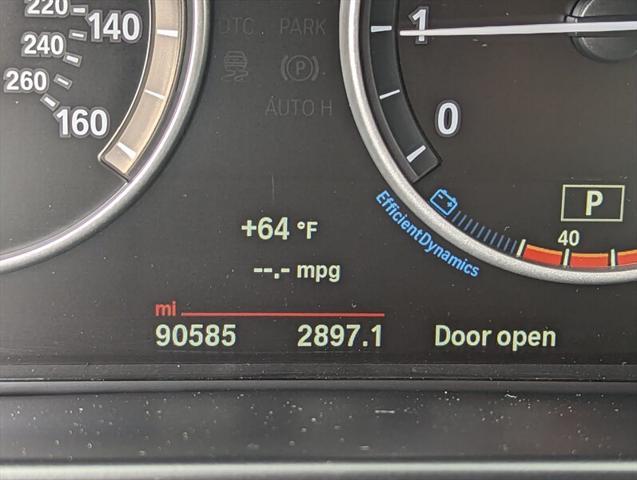 220
140
240
260
160
DTC PARK
(P)
AUTO H
1
0
EfficientDynamics
P
40
+64 °F
--.- mpg
mi
90585 2897.1
Door open